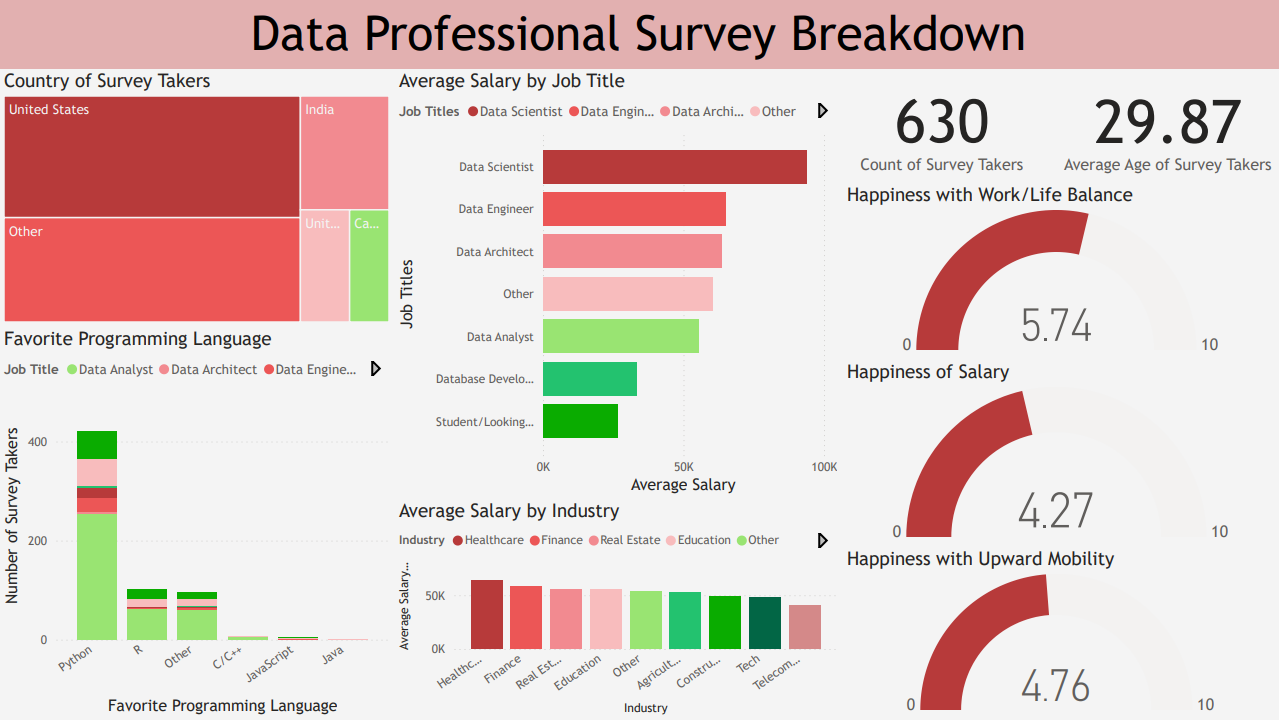 Data Professional Survey Breakdown
Country of Survey Takers
United States
India
Other
Unit...
Ca...
Favorite Programming Language
Job Title Data Analyst Data Architect Data Engine...
Number of Survey Takers
400
200
0
Python
R
Other
C/C++
JavaScript
Java
Favorite Programming Language
Average Salary by Job Title
Job Titles Data Scientist Data Engin... Data Archi... Other
Job Titles
Data Scientist
Data Engineer
Data Architect
Other
Data Analyst
Database Develo...
Student/Looking...
0K 50K 100K
Average Salary
Average Salary by Industry
Industry Healthcare Finance Real Estate Education Other
Average Salary...
50K
0K
Healthc...
Finance
Real Est...
Education
Other
Agricult...
Constru...
Tech
Telecom...
Industry
630
Count of Survey Takers
29.87
Average Age of Survey Takers
Happiness with Work/Life Balance
5.74
0 10
Happiness of Salary
4.27
0 10
Happiness with Upward Mobility
4.76
0 10